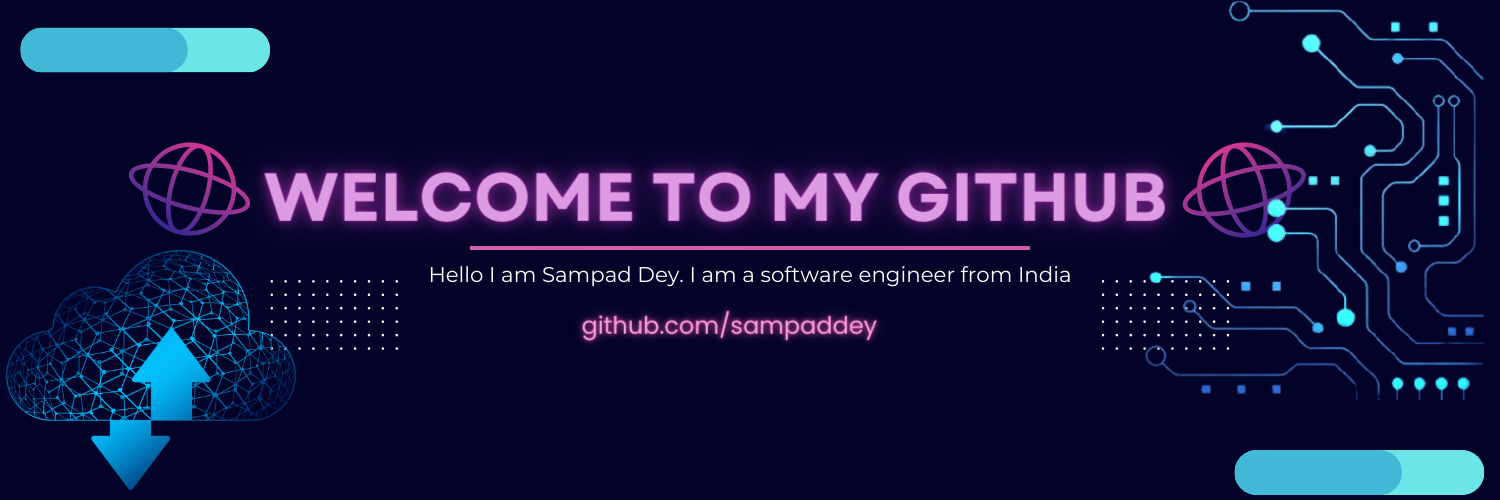 WELCOME TO MY GITHUB
Hello I am Sampad Dey. I am a software engineer from India
github.com/sampaddey